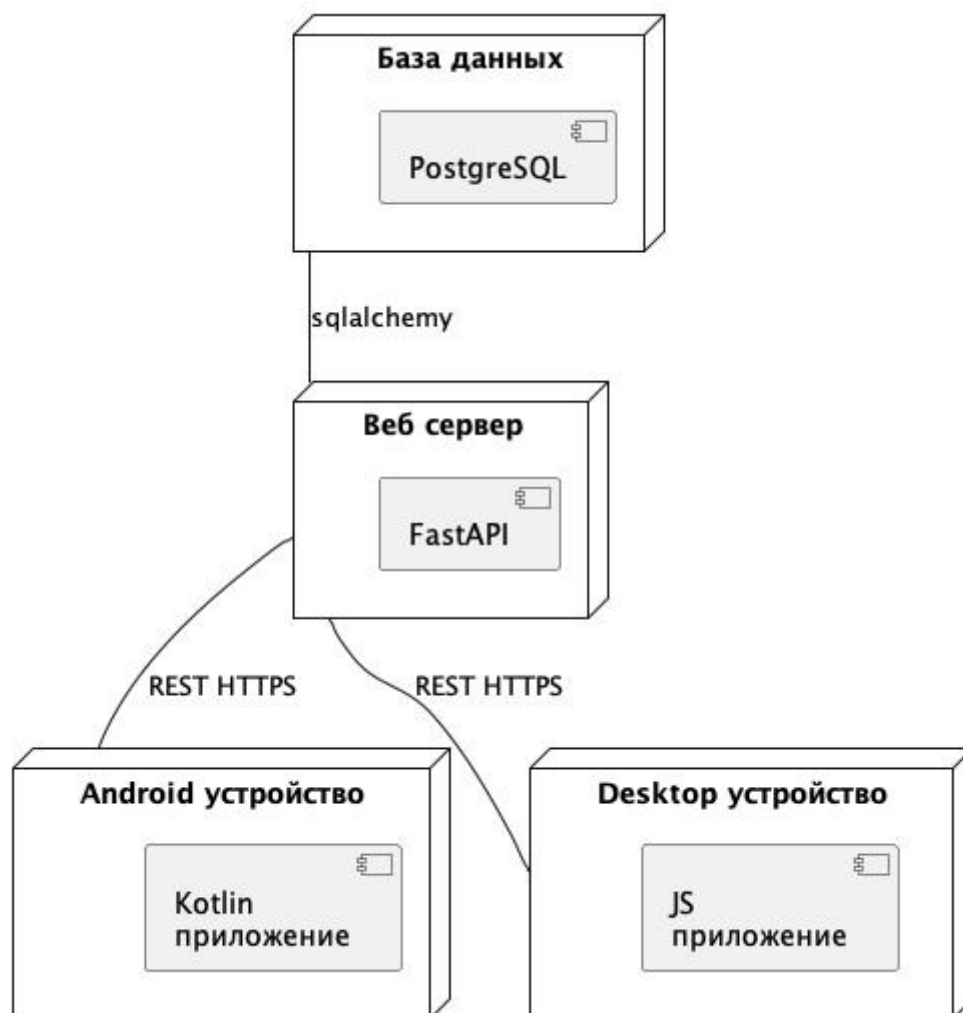 База данных
PostgreSQL
sqlalchemy
Веб сервер
FastAPI
REST HTTPS
REST HTTPS
Android устройство
Kotlin
приложение
Desktop устройство
JS
приложение